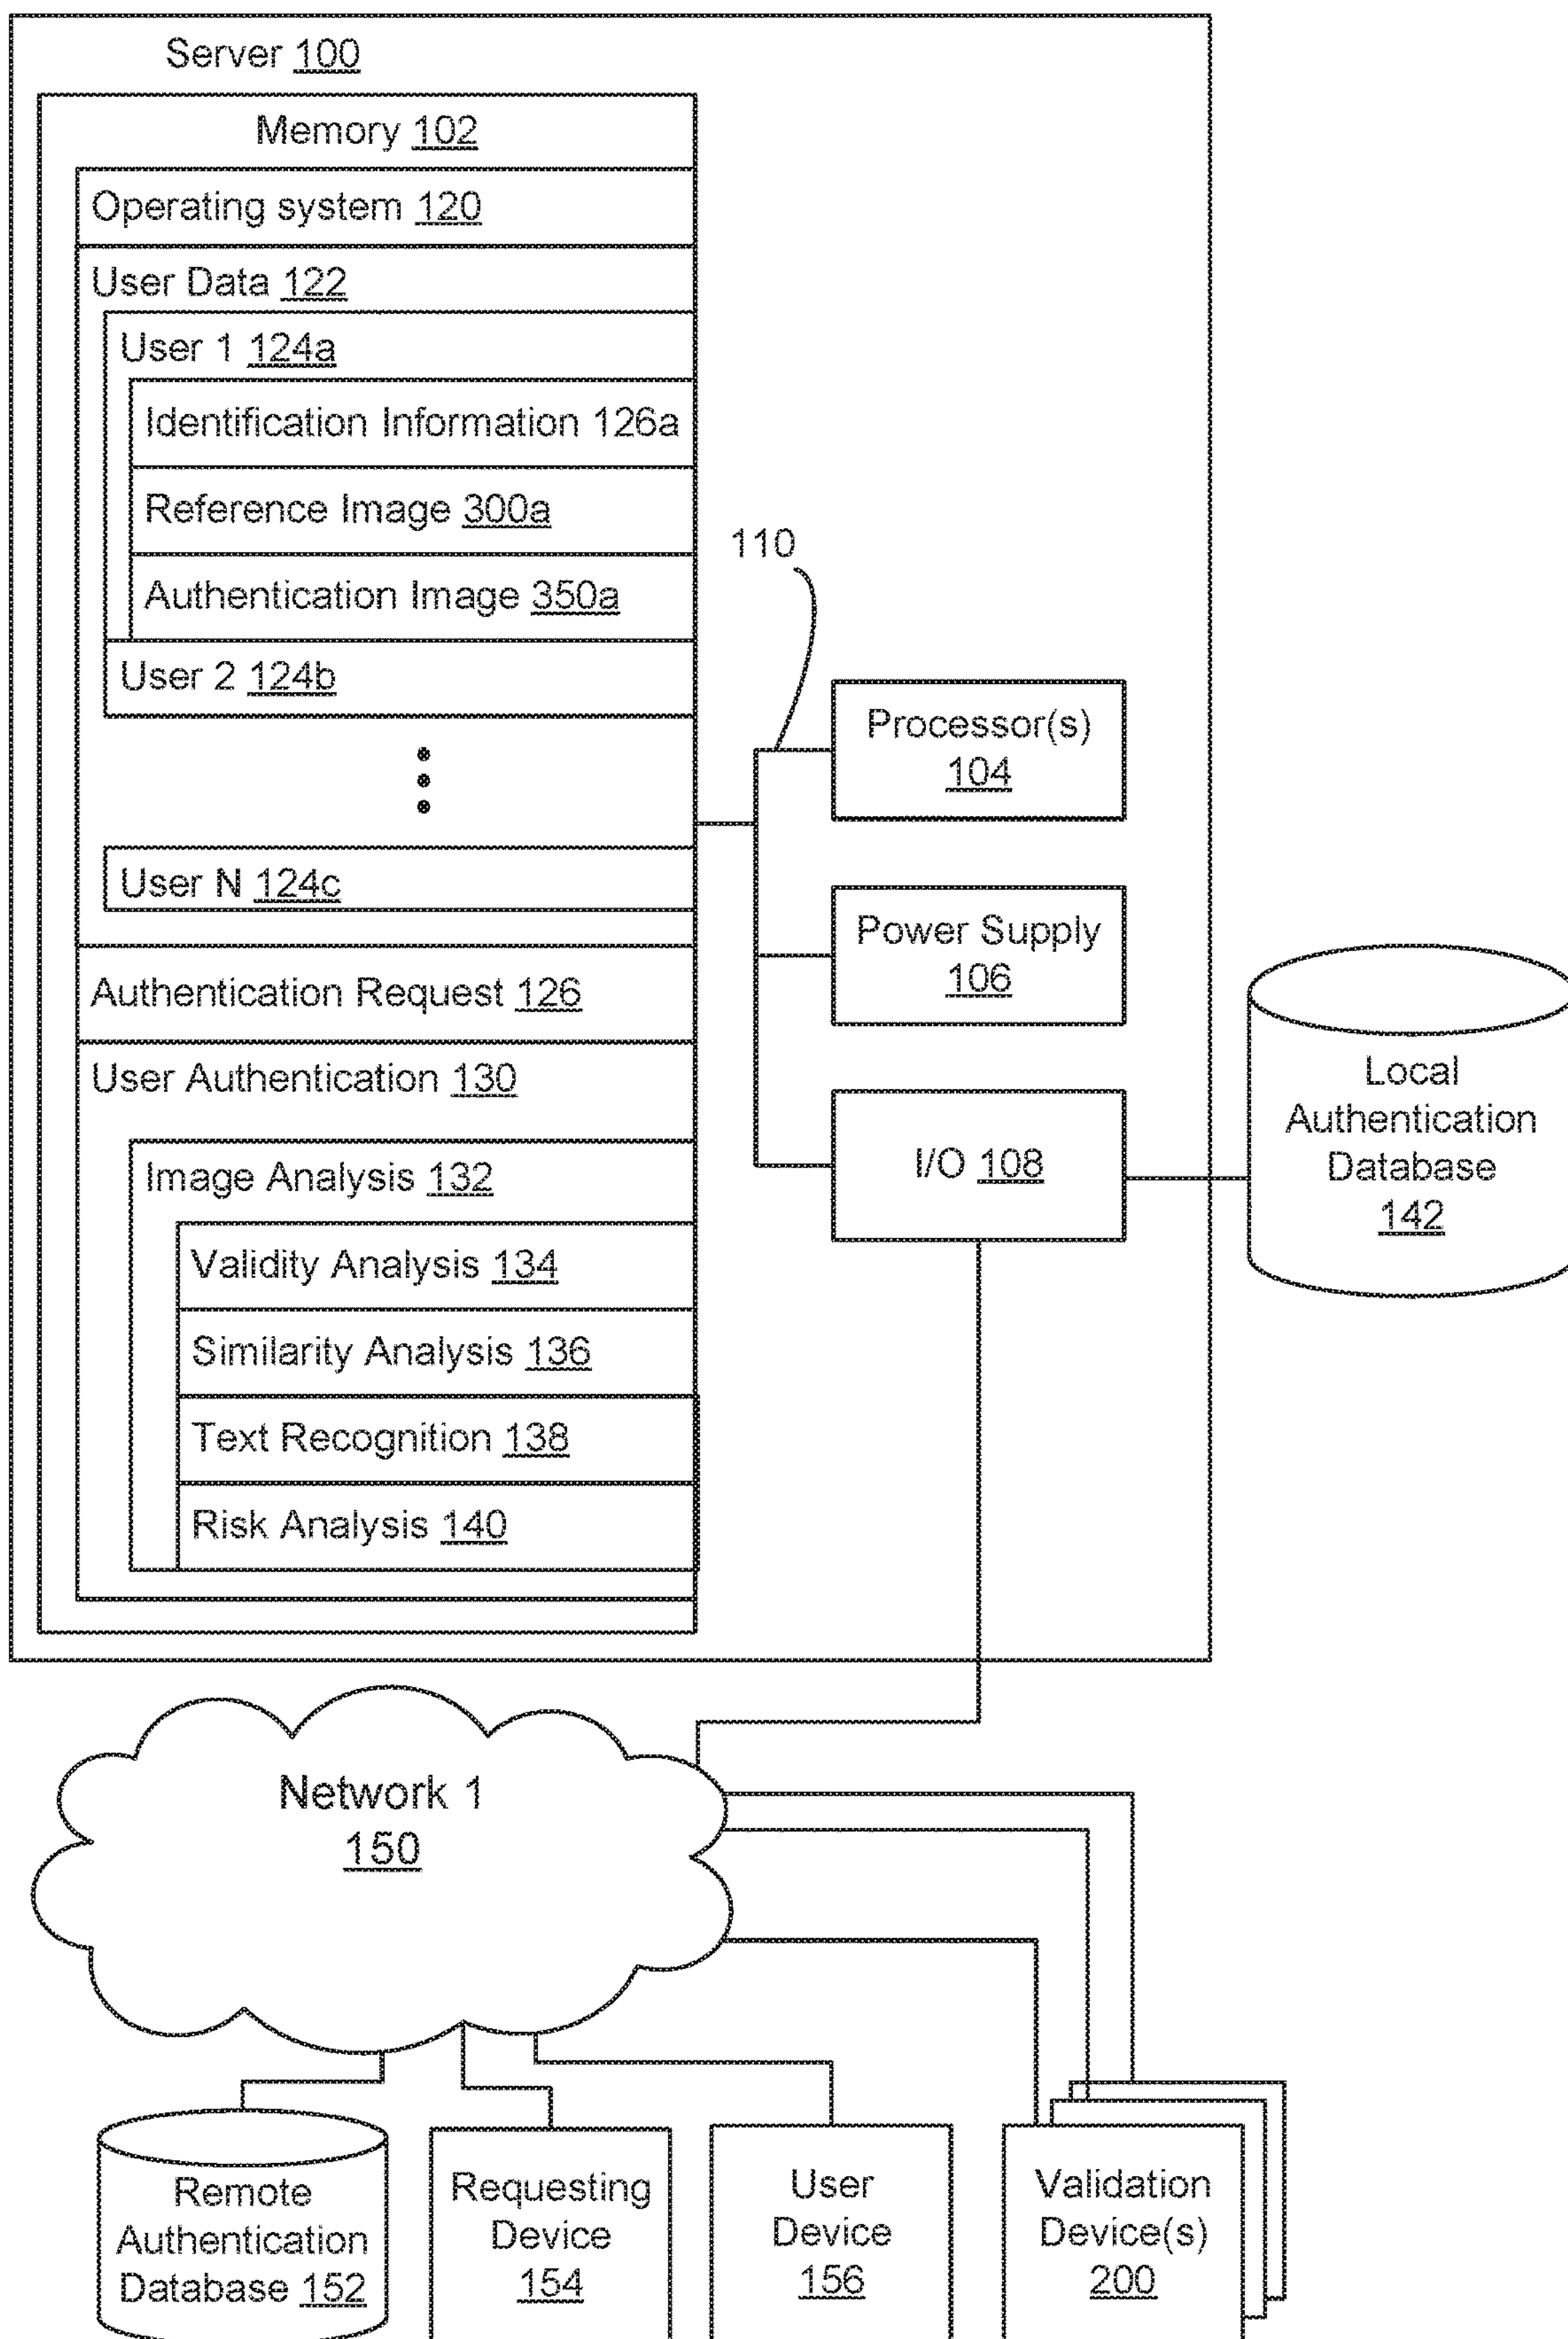 Server 100
Memory 102
Operating system 120
User Data 122
User 1 124a
Identification Information 126a
Reference Image 300a
Authentication Image 350a
User 2 124b
User N 124c
Authentication Request 126
User Authentication 130
Image Analysis 132
Validity Analysis 134
Similarity Analysis 136
Text Recognition 138
Risk Analysis 140
110
Processor(s)
104
Power Supply
106
I/O 108
Local
Authentication
Database
142
Network 1
150
Remote
Authentication
Database 152
Requesting
Device
154
User
Device
156
Validation
Device(s)
200